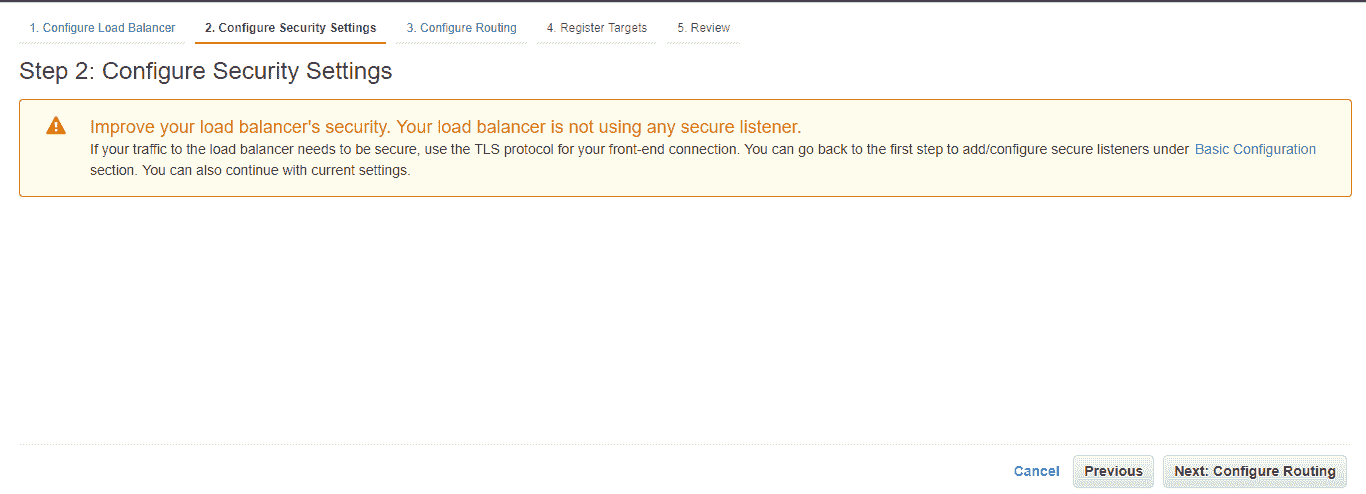 1. Configure Load Balancer 2. Configure Security Settings 3. Configure Routing 4. Register Targets 5. Review
Step 2: Configure Security Settings
Improve your load balancer's security. Your load balancer is not using any secure listener.
If your traffic to the load balancer needs to be secure, use the TLS protocol for your front-end connection. You can go back to the first step to add/configure secure listeners under Basic Configuration
section. You can also continue with current settings.
Cancel Previous Next: Configure Routing